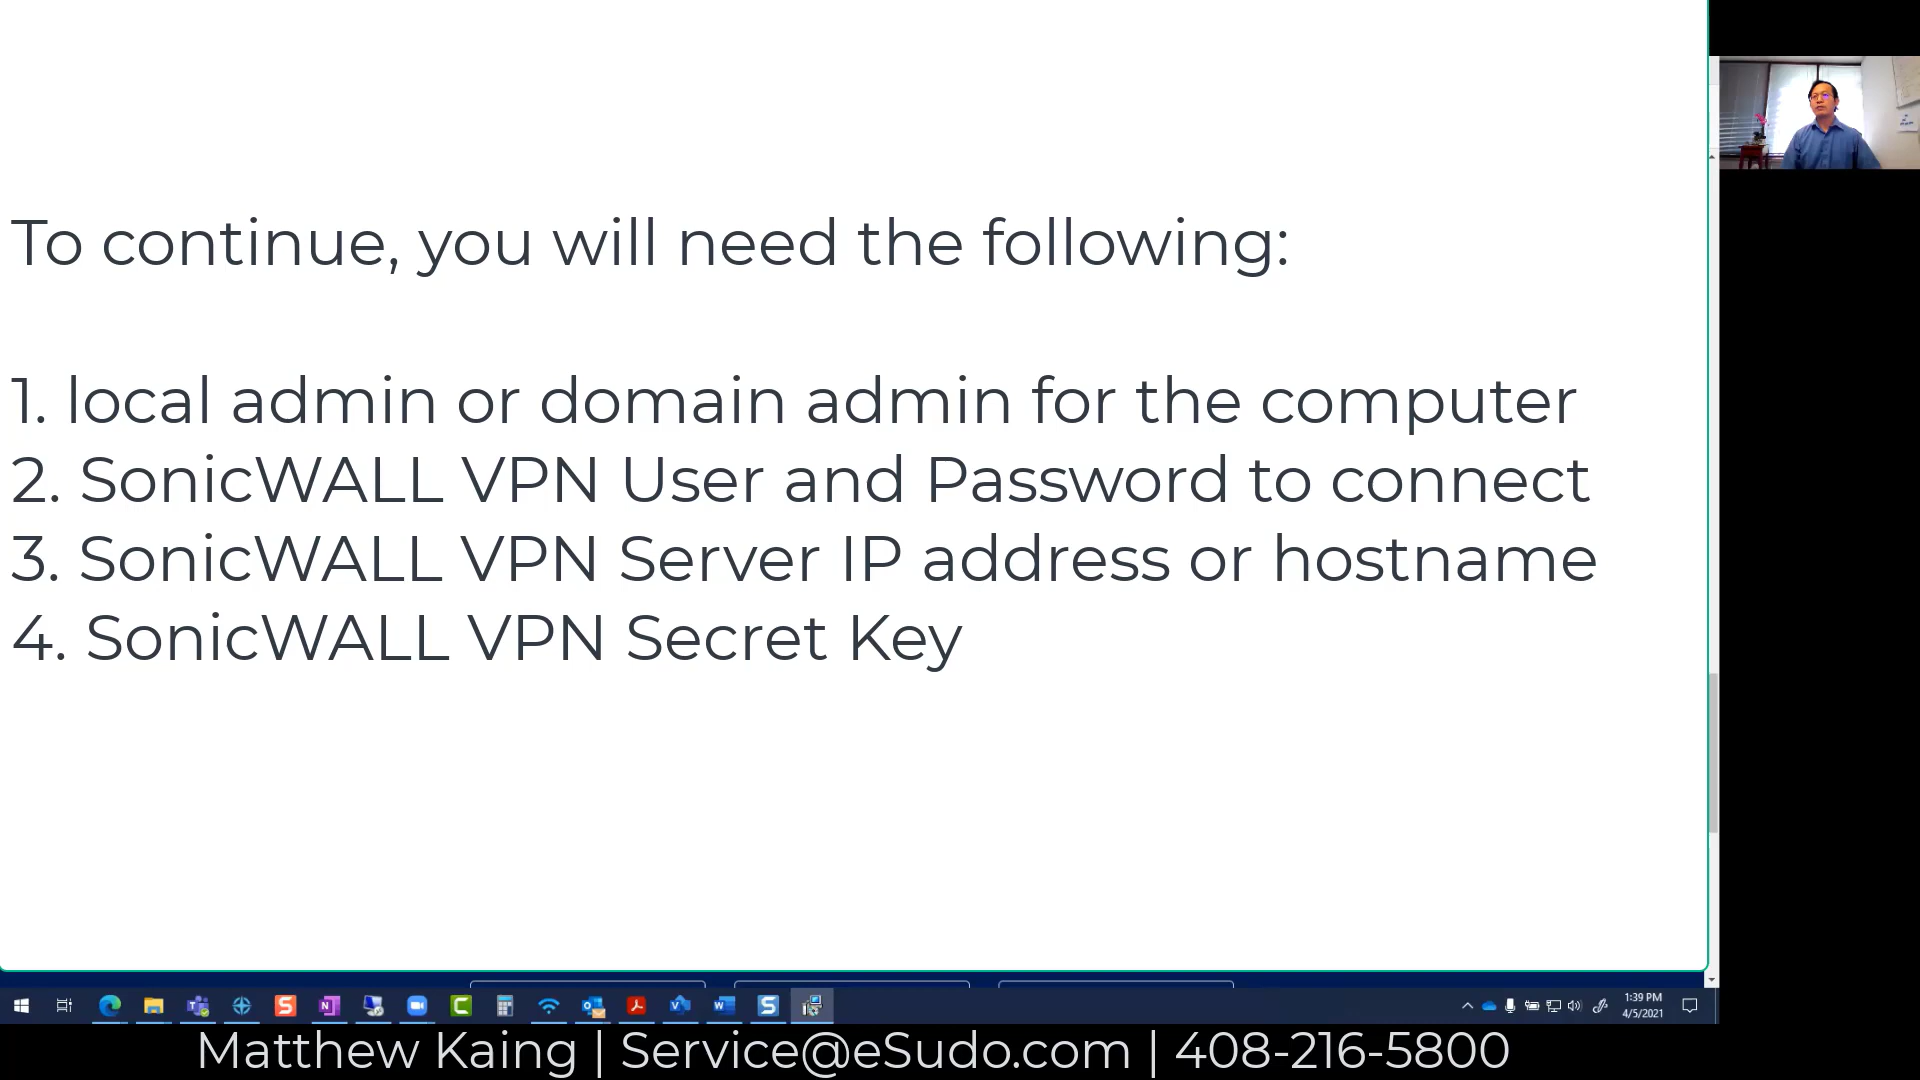 To continue, you will need the following:
1. local admin or domain admin for the computer
2. SonicWALL VPN User and Password to connect
3. SonicWALL VPN Server IP address or hostname
4. SonicWALL VPN Secret Key
1:39 PM
4/5/2021
Matthew Kaing | Service@eSudo.com | 408-216-5800